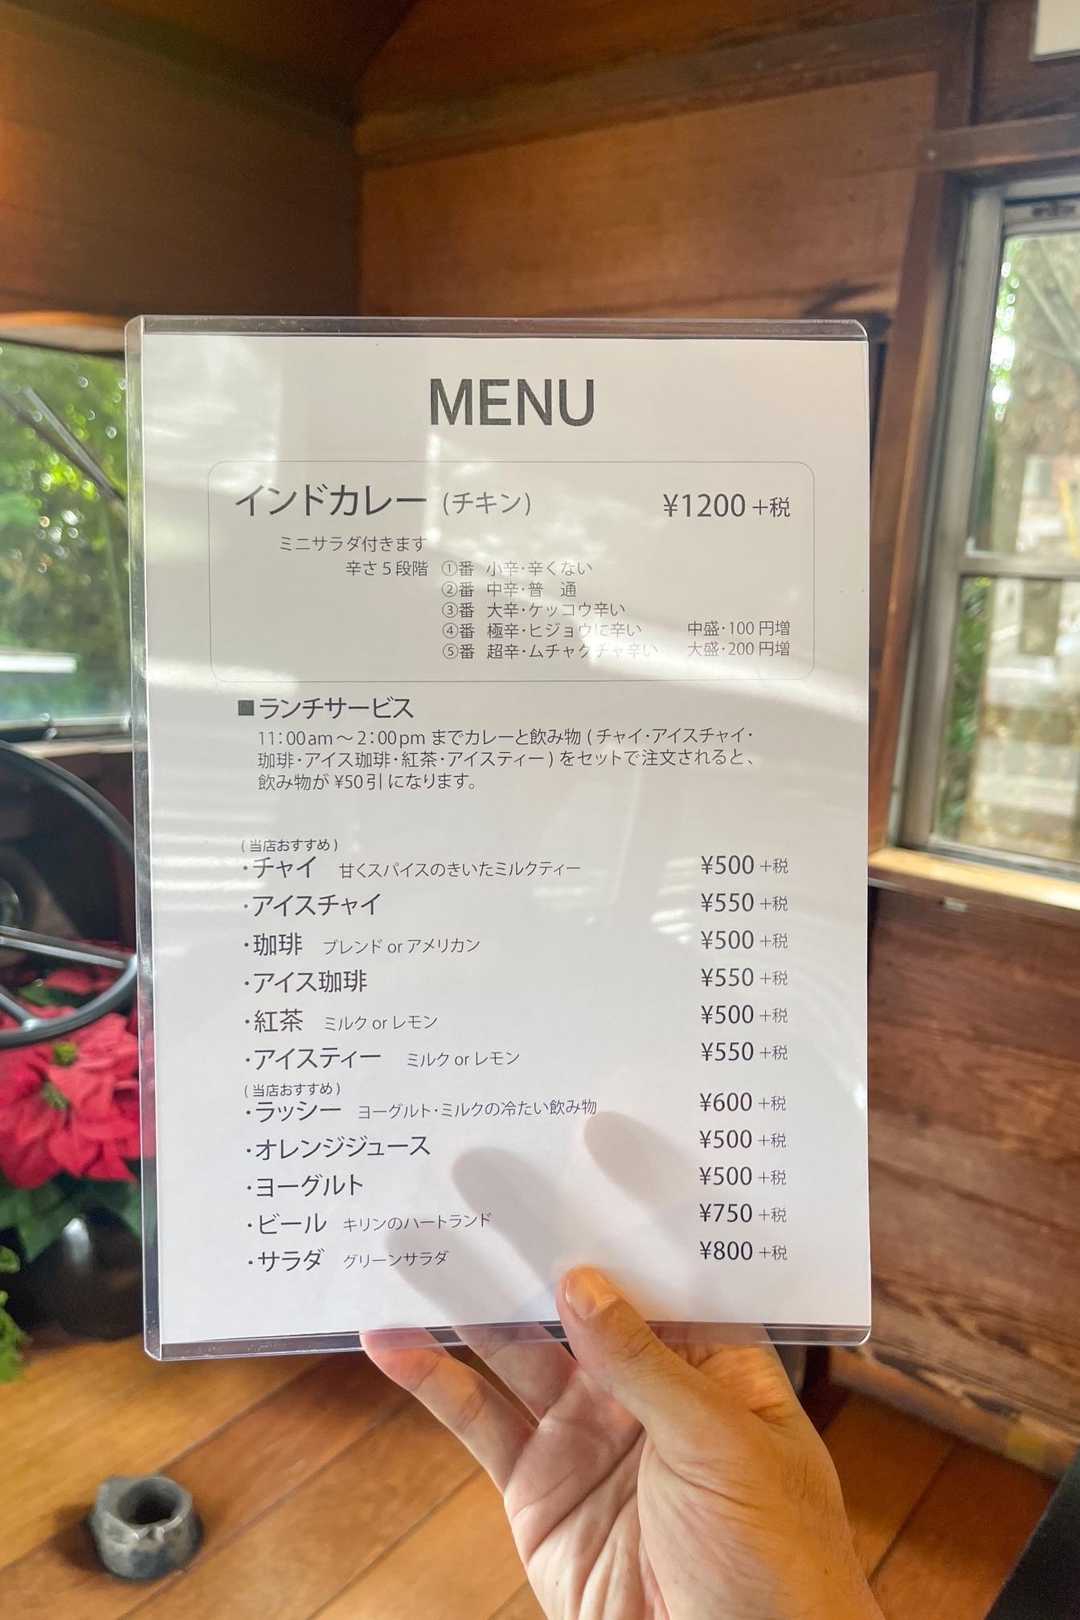 MENU
インドカレー (チキン) ¥1200 +税
ミニサラダ付きます
辛さ5段階 ①番 小辛・辛くない
②番 中辛・普　通
③番 大辛・ケッコウ辛い
④番 極辛・ヒジョウに辛い 中盛・100円増
⑤番 超辛・ムチャクチャ辛い 大盛・200円増
■ランチサービス
11:00am～2:00pm までカレーと飲み物 (チャイ・アイスチャイ・
珈琲・アイス珈琲・紅茶・アイスティー) をセットで注文されると、
飲み物が ¥50引になります。
(当店おすすめ)
・チャイ 甘くスパイスのきいたミルクティー ¥500 +税
・アイスチャイ ¥550 +税
・珈琲 ブレンド or アメリカン ¥500 +税
・アイス珈琲 ¥550 +税
・紅茶 ミルク or レモン ¥500 +税
・アイスティー ミルク or レモン ¥550 +税
(当店おすすめ)
・ラッシー ヨーグルト・ミルクの冷たい飲み物 ¥600 +税
・オレンジジュース ¥500 +税
・ヨーグルト ¥500 +税
・ビール キリンのハートランド ¥750 +税
・サラダ グリーンサラダ ¥800 +税